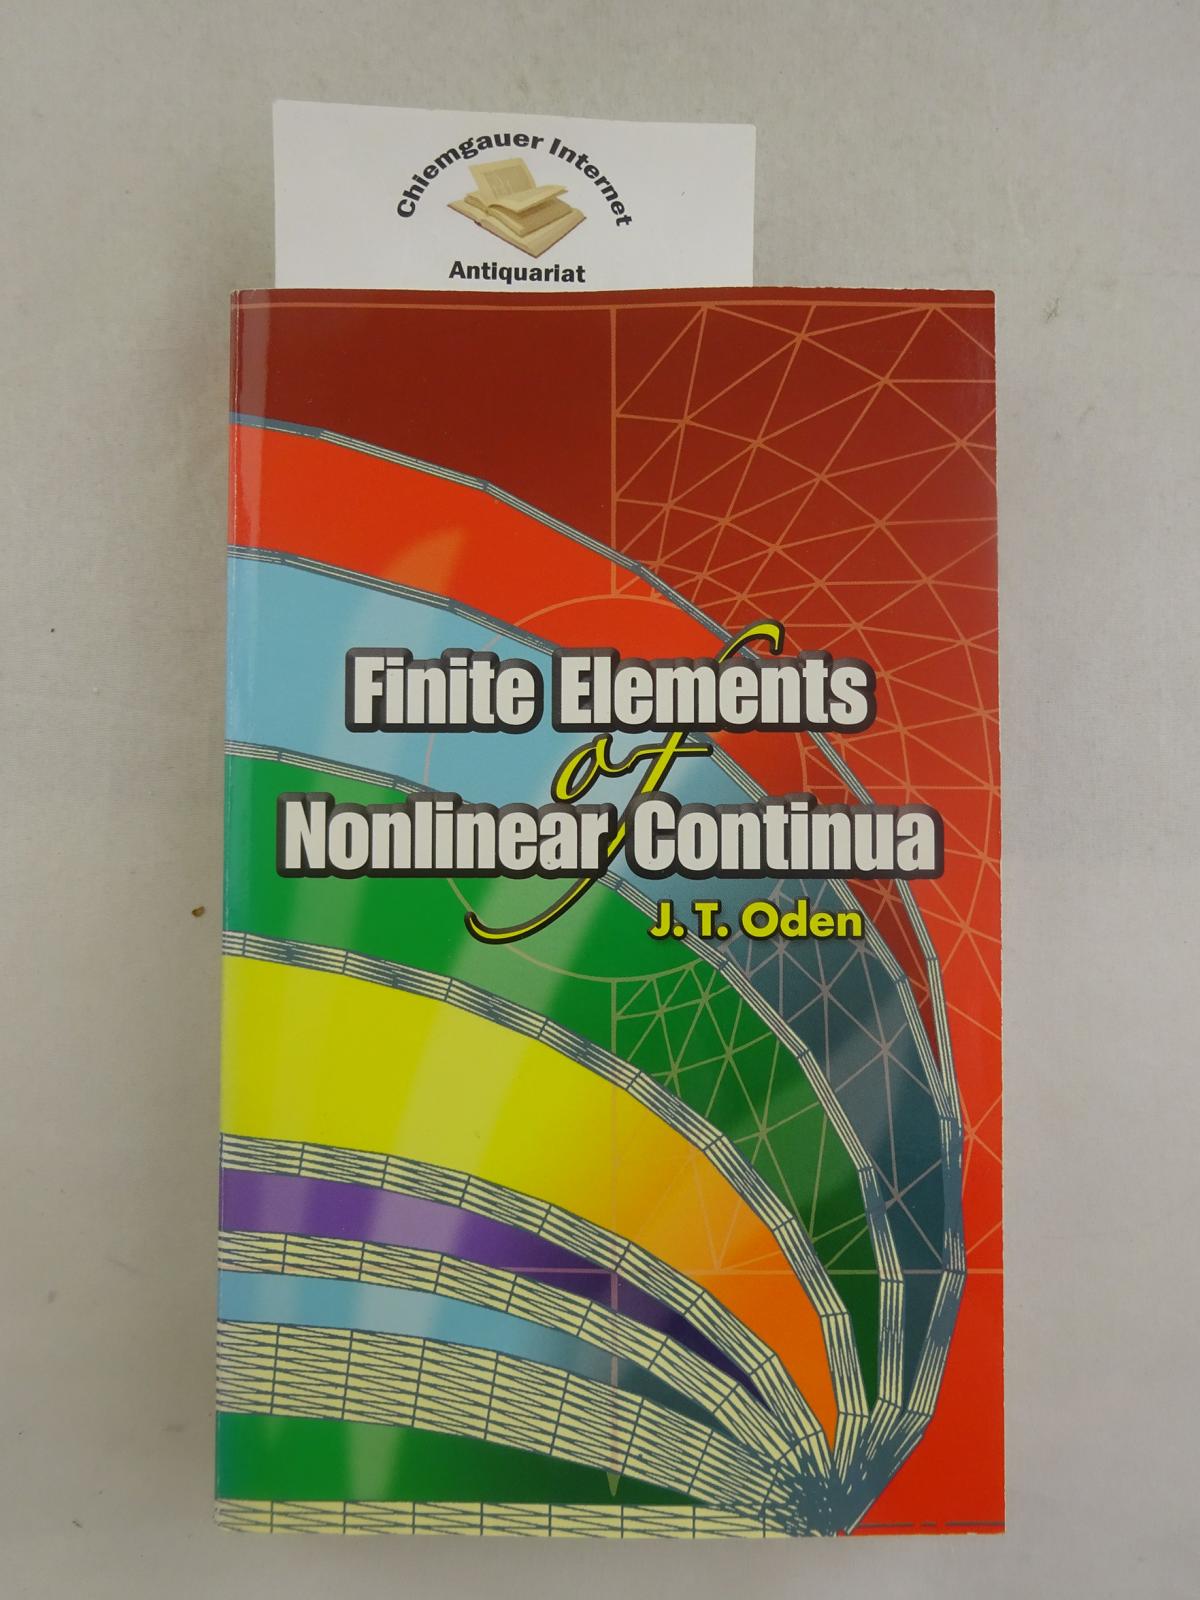 Chiemgauer Internet
Antiquariat
Finite Elements
of
Nonlinear Continua
J. T. Oden